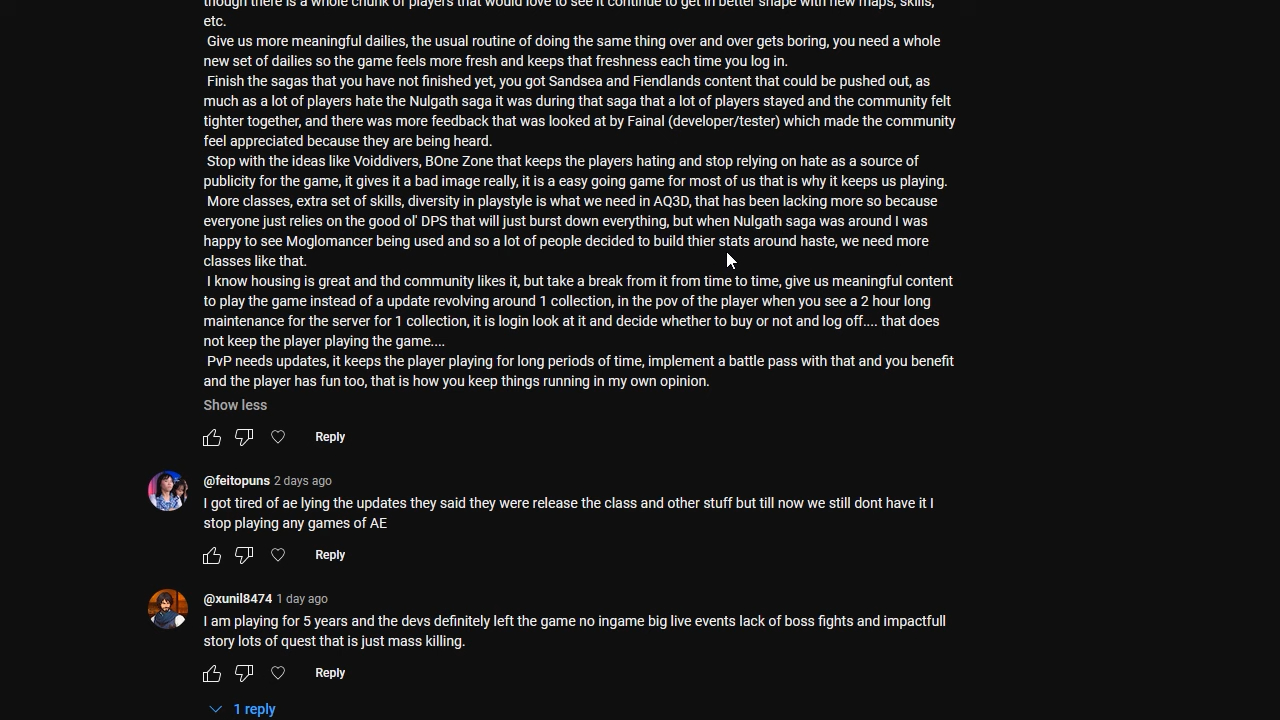 though there is a whole chunk of players that would love to see it continue to get in better shape with new maps, skills,
etc.
Give us more meaningful dailies, the usual routine of doing the same thing over and over gets boring, you need a whole
new set of dailies so the game feels more fresh and keeps that freshness each time you log in.
Finish the sagas that you have not finished yet, you got Sandsea and Fiendlands content that could be pushed out, as
much as a lot of players hate the Nulgath saga it was during that saga that a lot of players stayed and the community felt
tighter together, and there was more feedback that was looked at by Fainal (developer/tester) which made the community
feel appreciated because they are being heard.
Stop with the ideas like Voiddivers, BOne Zone that keeps the players hating and stop relying on hate as a source of
publicity for the game, it gives it a bad image really, it is a easy going game for most of us that is why it keeps us playing.
More classes, extra set of skills, diversity in playstyle is what we need in AQ3D, that has been lacking more so because
everyone just relies on the good ol' DPS that will just burst down everything, but when Nulgath saga was around I was
happy to see Moglomancer being used and so a lot of people decided to build thier stats around haste, we need more
classes like that.
I know housing is great and thd community likes it, but take a break from it from time to time, give us meaningful content
to play the game instead of a update revolving around 1 collection, in the pov of the player when you see a 2 hour long
maintenance for the server for 1 collection, it is login look at it and decide whether to buy or not and log off.... that does
not keep the player playing the game....
PvP needs updates, it keeps the player playing for long periods of time, implement a battle pass with that and you benefit
and the player has fun too, that is how you keep things running in my own opinion.
Show less
Reply
@feitopuns 2 days ago
I got tired of ae lying the updates they said they were release the class and other stuff but till now we still dont have it I
stop playing any games of AE
Reply
@xunil8474 1 day ago
I am playing for 5 years and the devs definitely left the game no ingame big live events lack of boss fights and impactfull
story lots of quest that is just mass killing.
Reply
1 reply